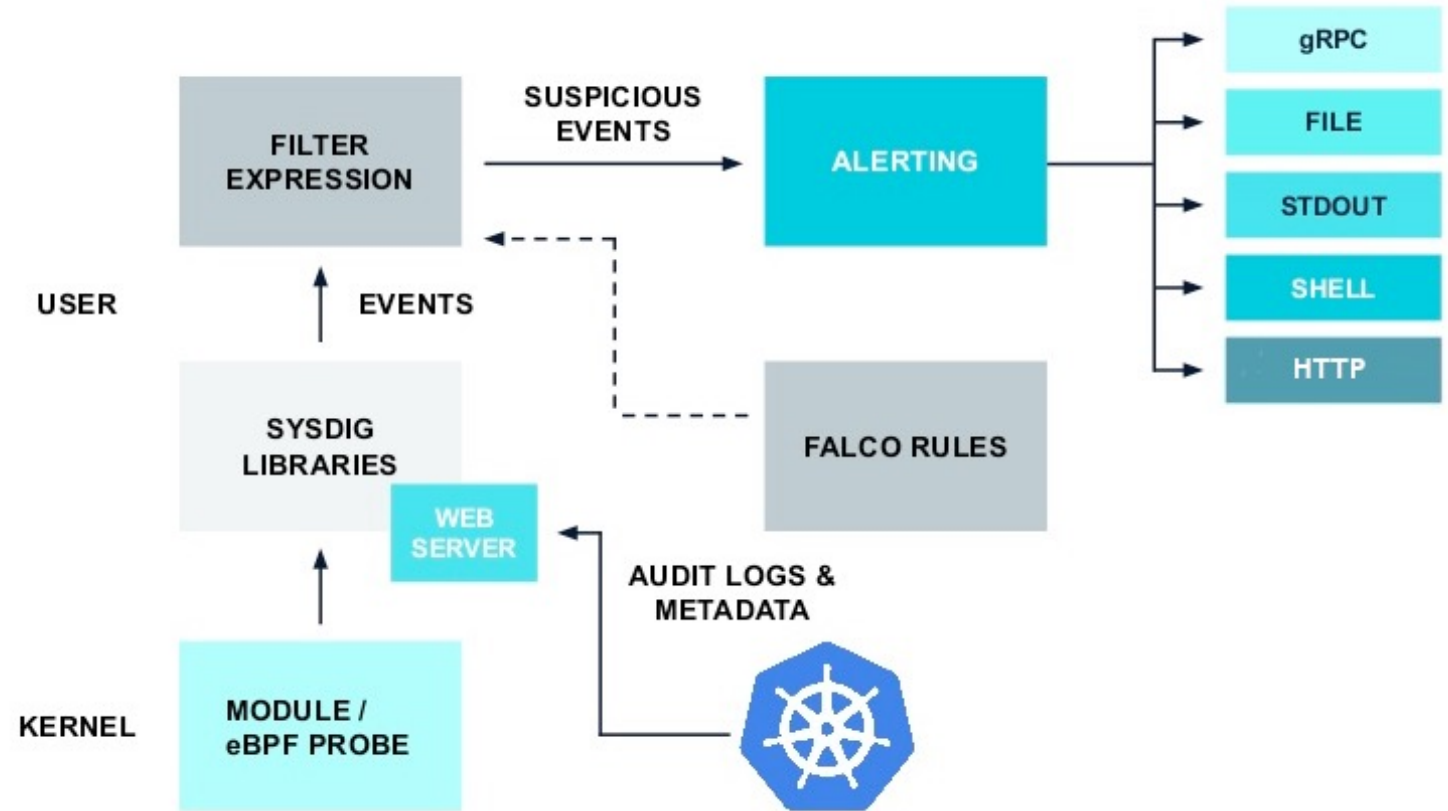 gRPC
FILTER
EXPRESSION
SUSPICIOUS
EVENTS
ALERTING
FILE
STDOUT
USER
EVENTS
SHELL
HTTP
SYSDIG
LIBRARIES
FALCO RULES
WEB
SERVER
AUDIT LOGS &
METADATA
KERNEL
MODULE /
eBPF PROBE